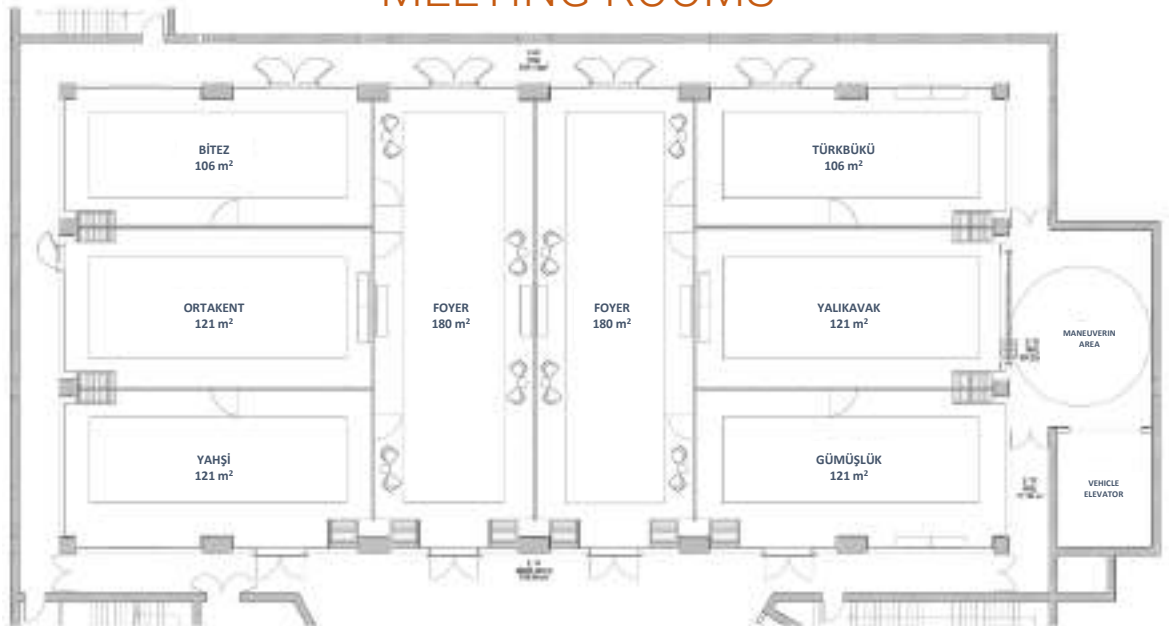 MEETING ROOMS
BİTEZ
106 m²
TÜRKBÜKÜ
106 m²
ORTAKENT
121 m²
FOYER
180 m²
FOYER
180 m²
YALIKAVAK
121 m²
MANEUVERIN
AREA
YAHŞİ
121 m²
GÜMÜŞLÜK
121 m²
VEHICLE
ELEVATOR